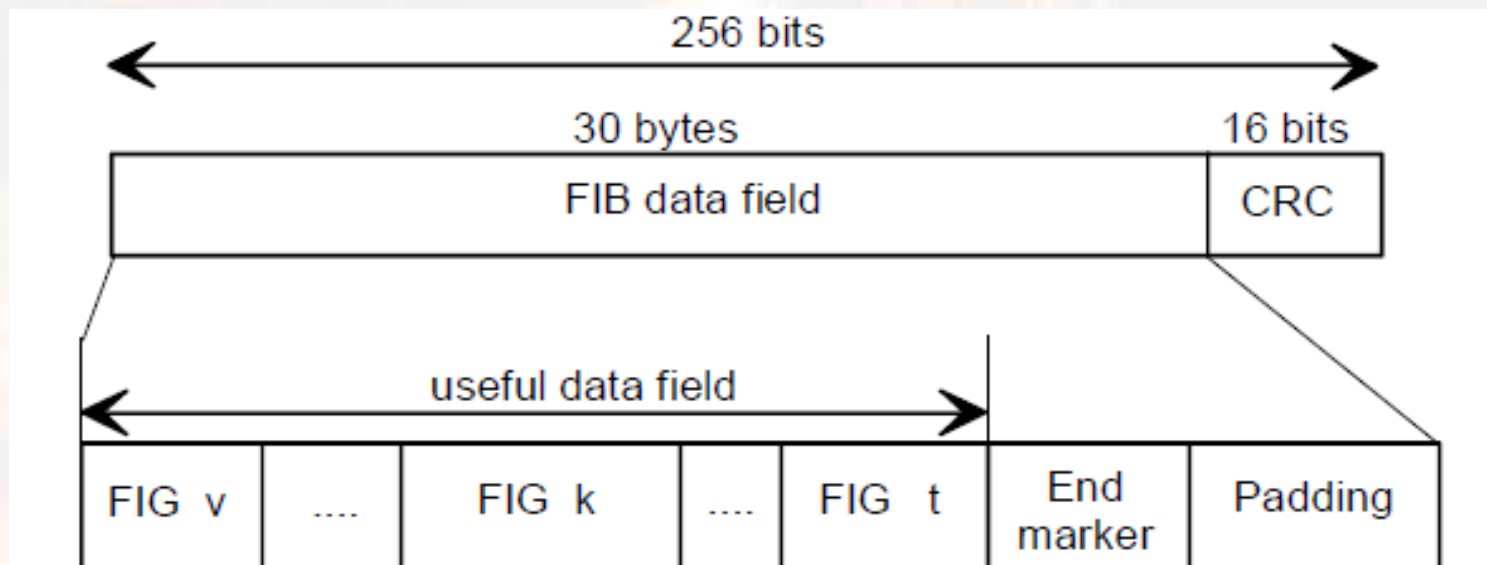 256 bits
30 bytes 16 bits
FIB data field CRC
useful data field
FIG v .... FIG k .... FIG t End marker Padding